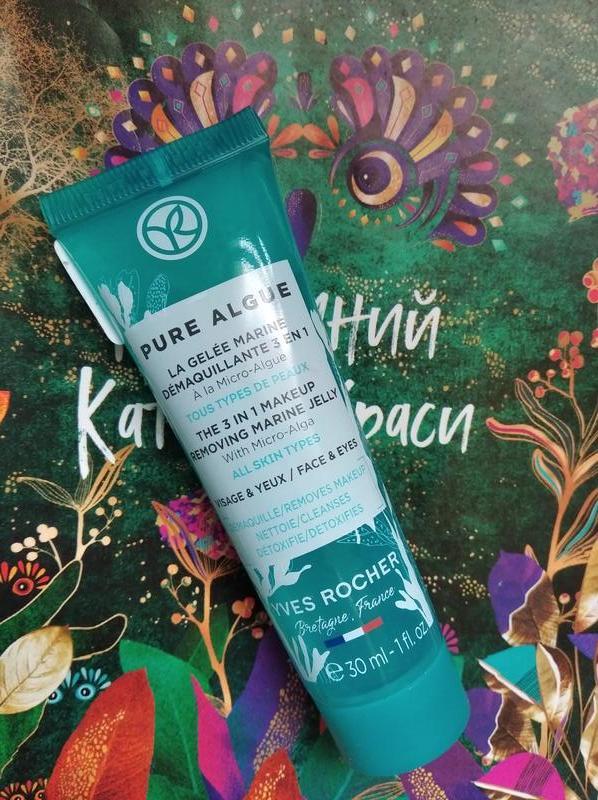 PURE ALGUE
LA GELÉE MARINE
DÉMAQUILLANTE 3 EN 1
À la Micro-Algue
TOUS TYPES DE PEAUX
THE 3 IN 1 MAKEUP
REMOVING MARINE JELLY
With Micro-Alga
ALL SKIN TYPES
VISAGE & YEUX / FACE & EYES
DÉMAQUILLE/REMOVES MAKEUP
NETTOIE/CLEANSES
DÉTOXIFIE/DETOXIFIES
YVES ROCHER
Bretagne . France
e 30 ml - 1 fl. oz